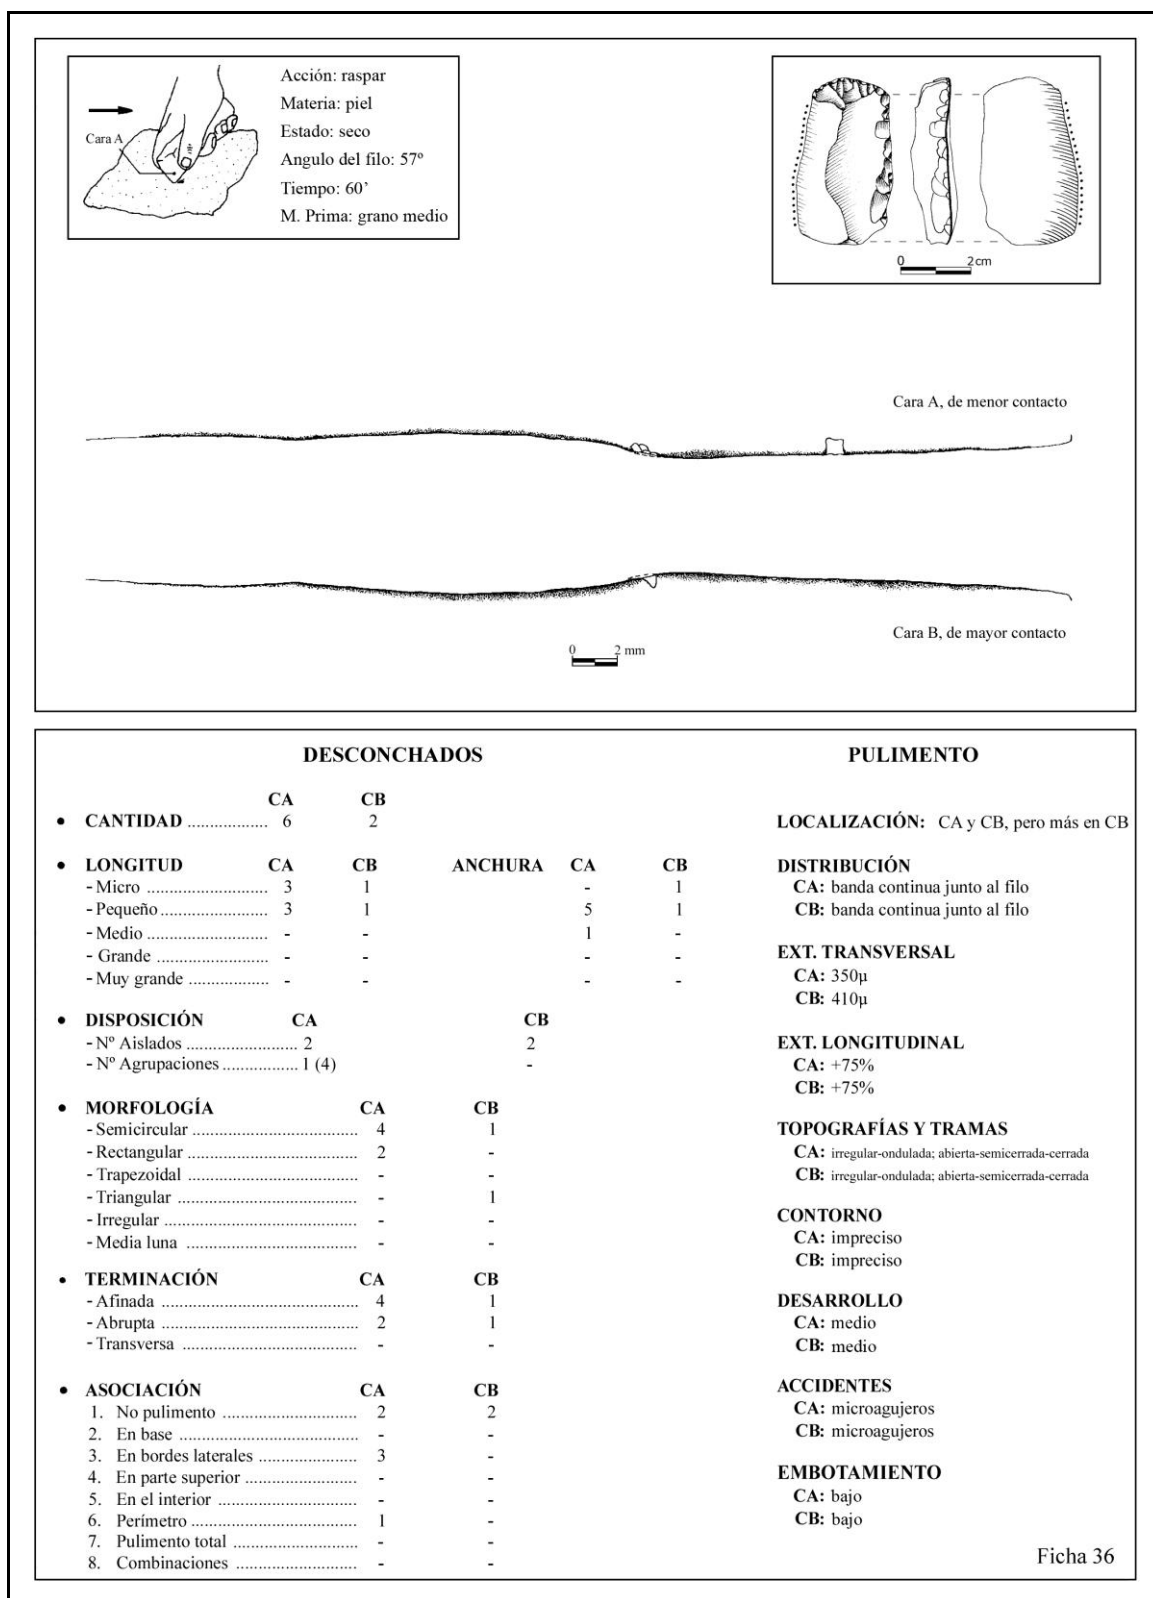 Acción: raspar
Materia: piel
Estado: seco
Angulo del filo: 57º
Tiempo: 60’
M. Prima: grano medio
Cara A
0 2cm
Cara A, de menor contacto
Cara B, de mayor contacto
0 2 mm
DESCONCHADOS
CA CB
• CANTIDAD .................. 6 2
• LONGITUD CA CB ANCHURA CA CB
- Micro ........................... 3 1 - 1
- Pequeño ........................ 3 1 5 1
- Medio ........................... - - 1 -
- Grande ......................... - - - -
- Muy grande .................. - - - -
• DISPOSICIÓN CA CB
- Nº Aislados ......................... 2 2
- Nº Agrupaciones ................. 1 (4) -
• MORFOLOGÍA CA CB
- Semicircular ..................................... 4 1
- Rectangular ...................................... 2 -
- Trapezoidal ...................................... - -
- Triangular ........................................ - 1
- Irregular ........................................... - -
- Media luna ...................................... - -
• TERMINACIÓN CA CB
- Afinada ............................................ 4 1
- Abrupta ............................................ 2 1
- Transversa ....................................... - -
• ASOCIACIÓN CA CB
1. No pulimento .............................. 2 2
2. En base ........................................ - -
3. En bordes laterales ...................... 3 -
4. En parte superior ......................... - -
5. En el interior ............................... - -
6. Perímetro ..................................... 1 -
7. Pulimento total ............................ - -
8. Combinaciones ........................... - -
PULIMENTO
LOCALIZACIÓN: CA y CB, pero más en CB
DISTRIBUCIÓN
CA: banda continua junto al filo
CB: banda continua junto al filo
EXT. TRANSVERSAL
CA: 350µ
CB: 410µ
EXT. LONGITUDINAL
CA: +75%
CB: +75%
TOPOGRAFÍAS Y TRAMAS
CA: irregular-ondulada; abierta-semicerrada-cerrada
CB: irregular-ondulada; abierta-semicerrada-cerrada
CONTORNO
CA: impreciso
CB: impreciso
DESARROLLO
CA: medio
CB: medio
ACCIDENTES
CA: microagujeros
CB: microagujeros
EMBOTAMIENTO
CA: bajo
CB: bajo
Ficha 36